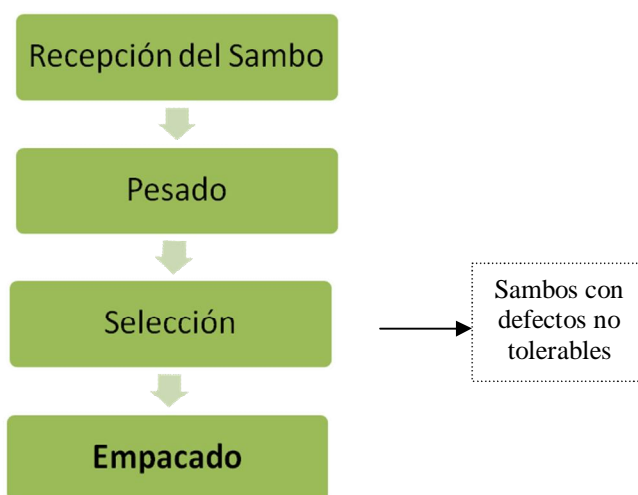 Recepción del Sambo
Pesado
Selección
Sambos con
defectos no
tolerables
Empacado